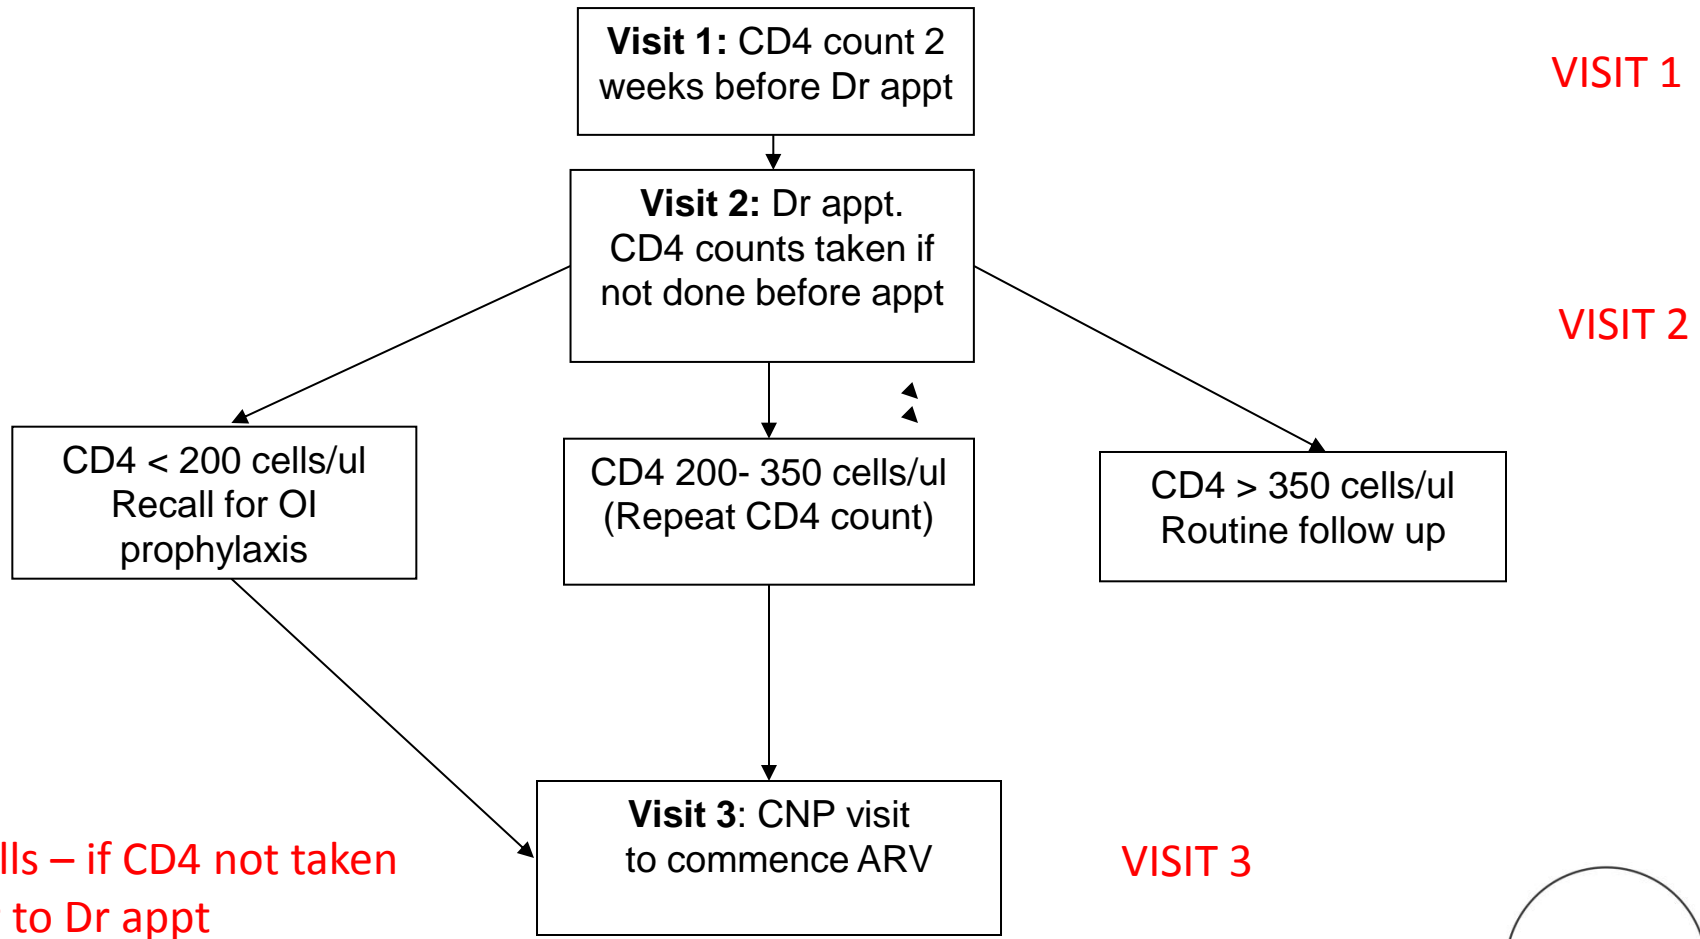 Visit 1: CD4 count 2
weeks before Dr appt
VISIT 1
Visit 2: Dr appt.
CD4 counts taken if
not done before appt
VISIT 2
CD4 < 200 cells/ul
Recall for OI
prophylaxis
CD4 200- 350 cells/ul
(Repeat CD4 count)
CD4 > 350 cells/ul
Routine follow up
Visit 3: CNP visit
to commence ARV
VISIT 3
– if CD4 not taken
to Dr appt